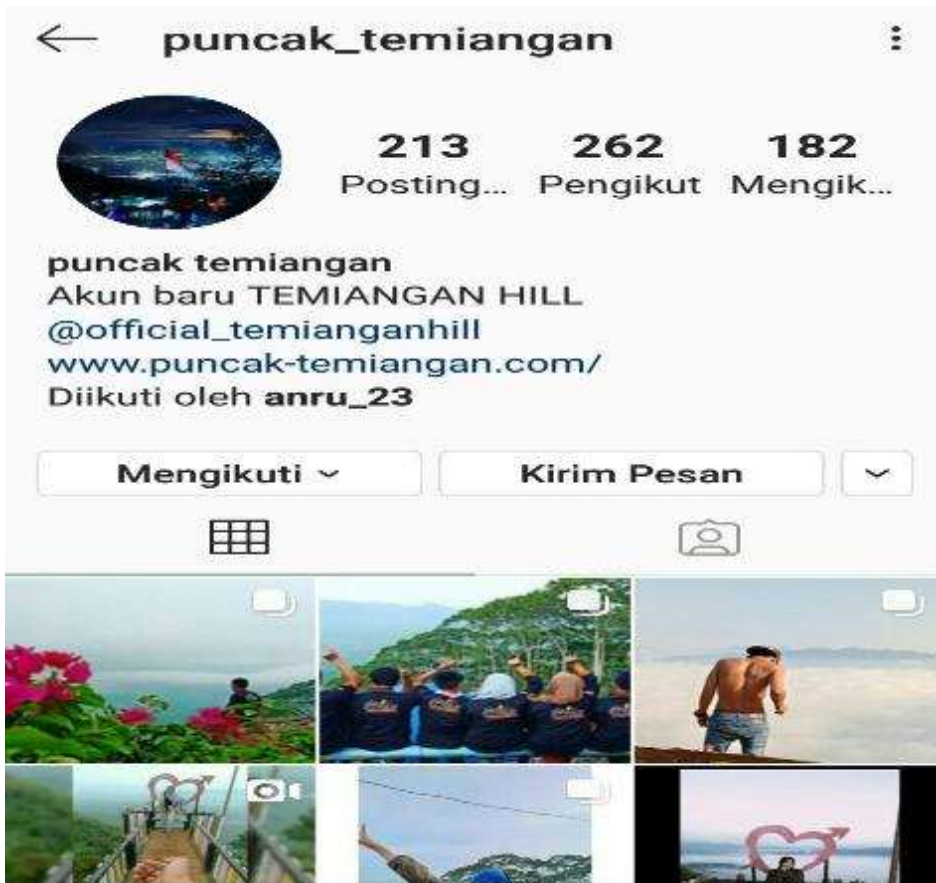 puncak_temiangan
213 262 182
Posting... Pengikut Mengik...
puncak temiangan
Akun baru TEMIANGAN HILL
@official_temianganhill
www.puncak-temiangan.com/
Diikuti oleh anru_23
Mengikuti Kirim Pesan